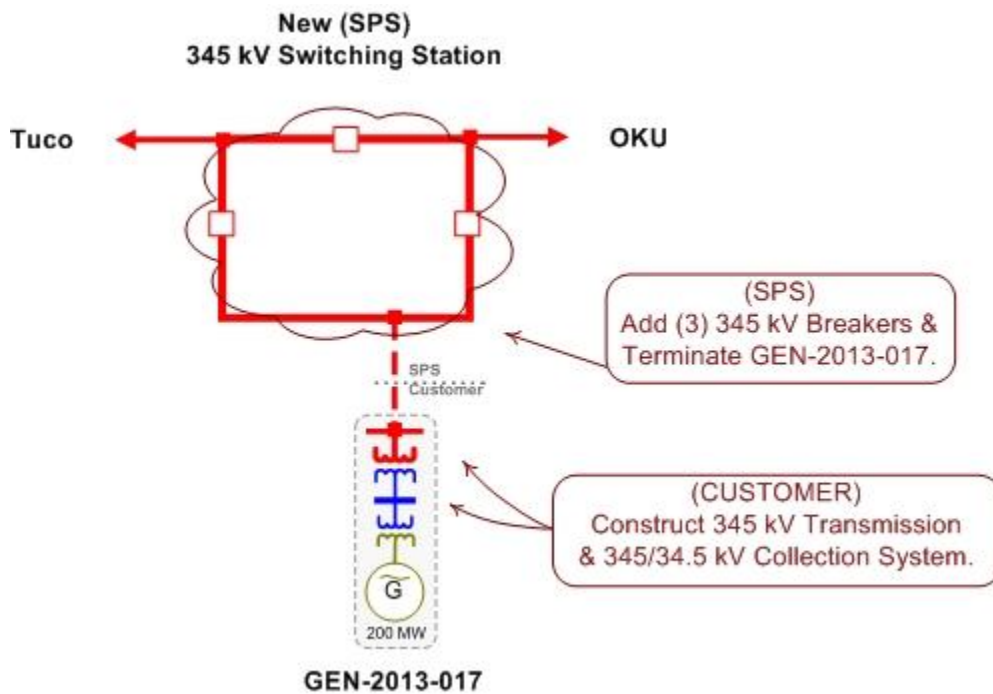 New (SPS)
345 kV Switching Station
Tuco
OKU
(SPS)
Add (3) 345 kV Breakers &
Terminate GEN-2013-017.
SPS
Customer
(CUSTOMER)
Construct 345 kV Transmission
& 345/34.5 kV Collection System.
G
200 MW
GEN-2013-017